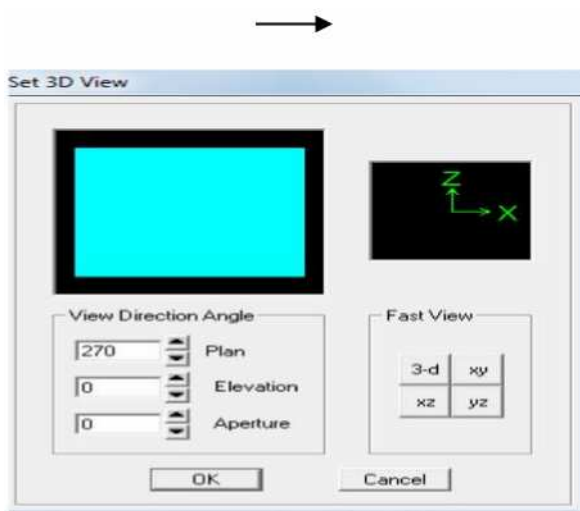 Set 3D View
Z
X
View Direction Angle
270 Plan
0 Elevation
0 Aperture
Fast View
3-d xy
xz yz
OK Cancel